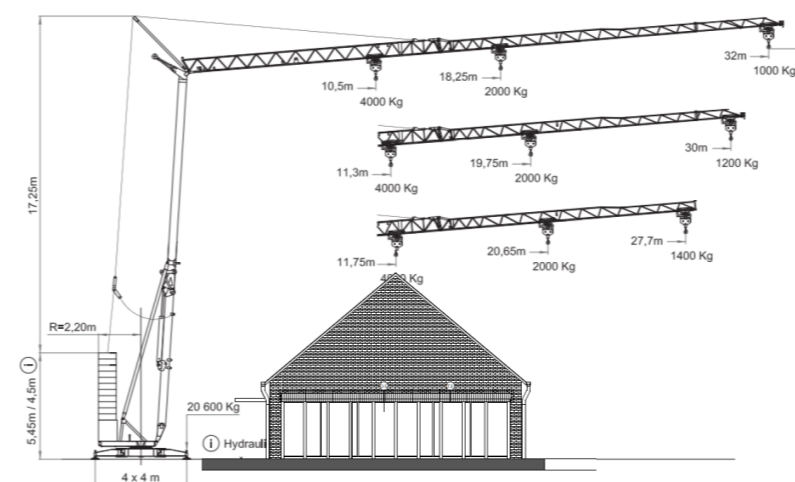 32m
1000 Kg
10,5m
4000 Kg
18,25m
2000 Kg
11,3m
4000 Kg
19,75m
2000 Kg
30m
1200 Kg
11,75m
20,65m
2000 Kg
27,7m
1400 Kg
17,25m
R=2,20m
5,45m / 4,5m i
20 600 Kg
i Hydrauli
4 x 4 m